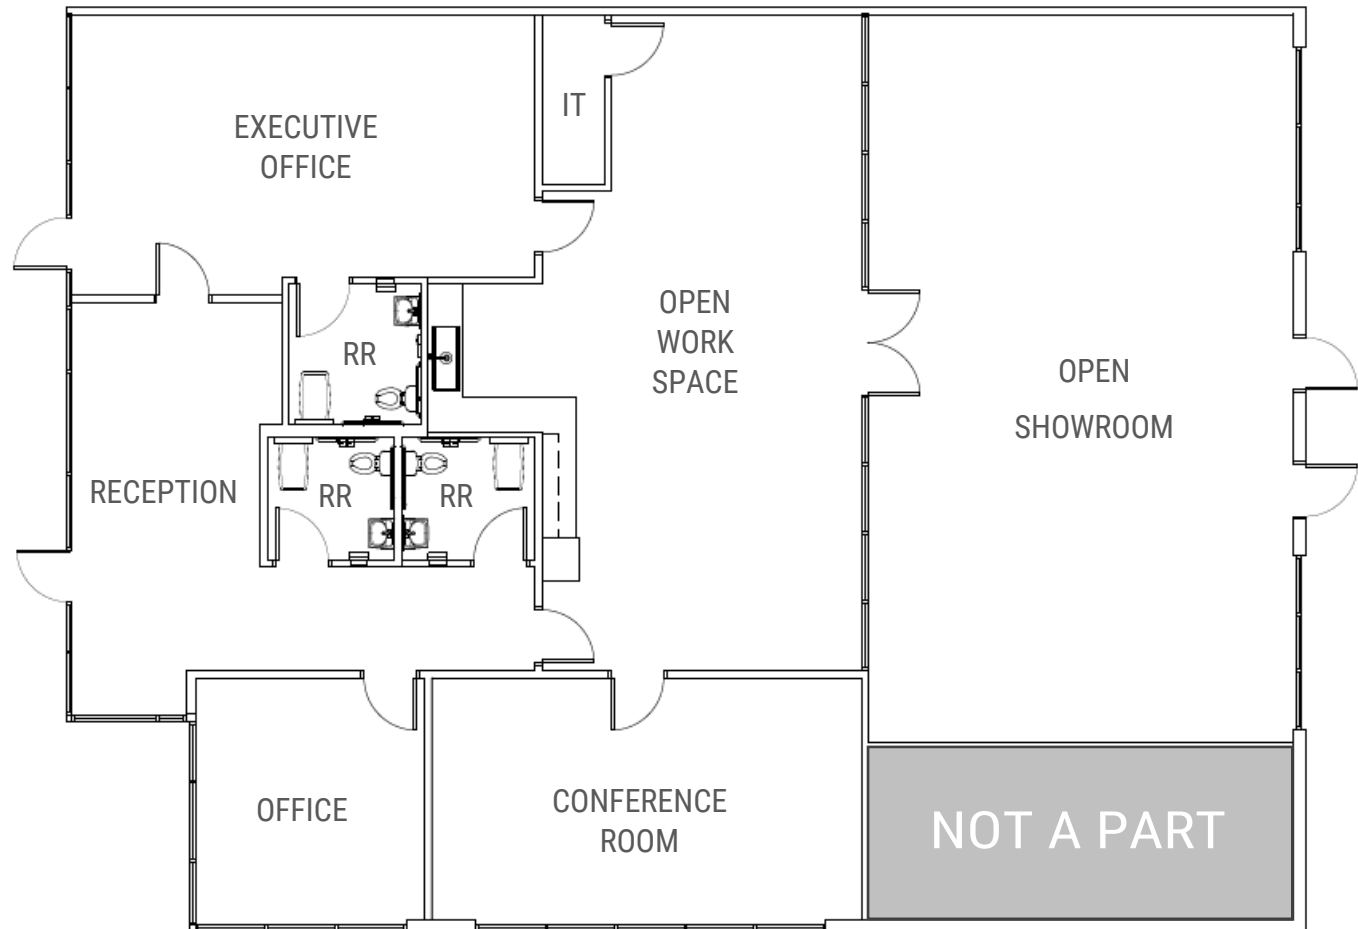 EXECUTIVE
OFFICE
IT
OPEN
WORK
SPACE
RR
OPEN
SHOWROOM
RECEPTION
RR
RR
OFFICE
CONFERENCE
ROOM
NOT A PART